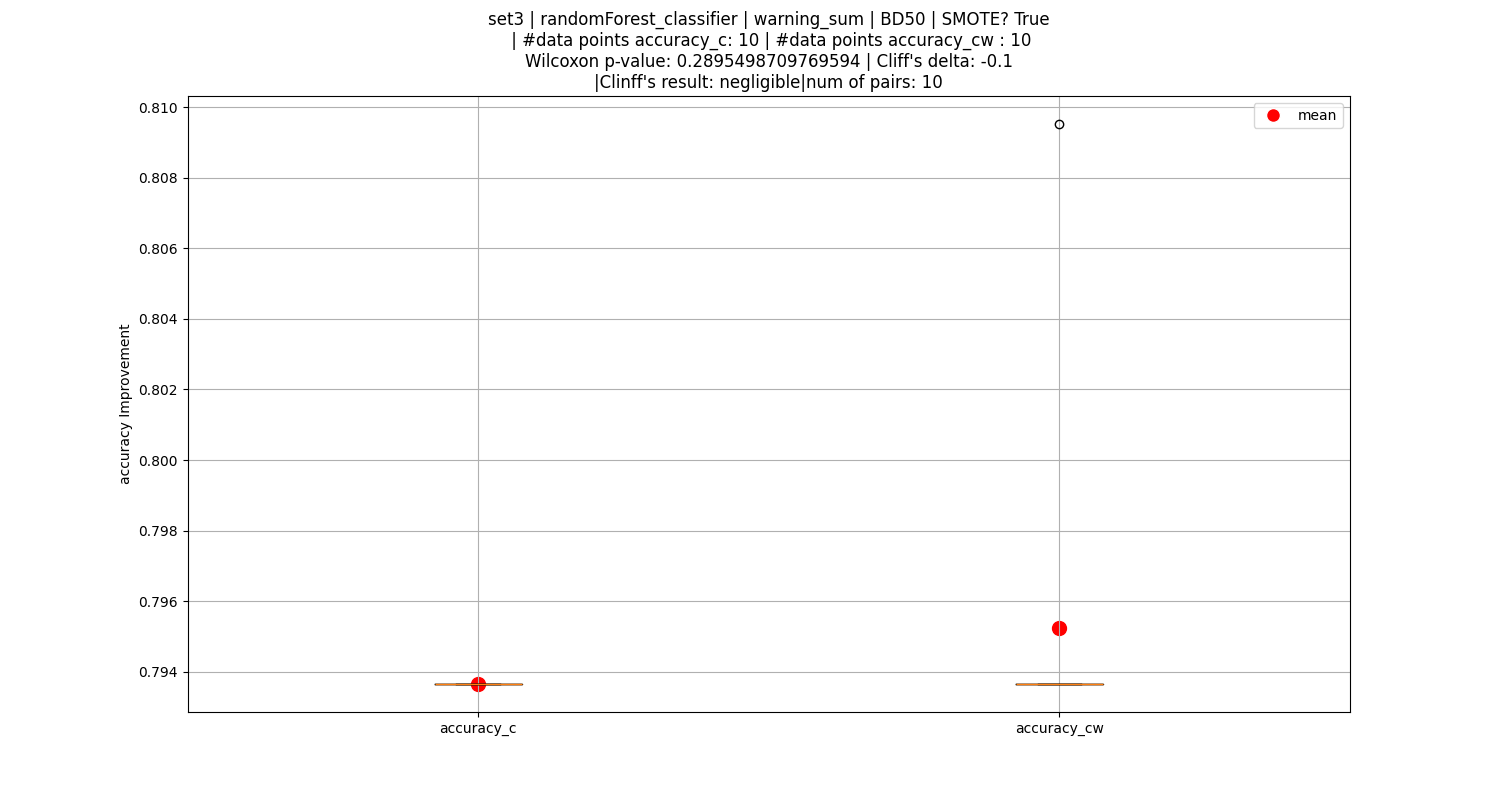 set3 | randomForest_classifier | warning_sum | BD50 | SMOTE? True
| #data points accuracy_c: 10 | #data points accuracy_cw : 10
Wilcoxon p-value: 0.2895498709769594 | Cliff's delta: -0.1
|Clinff's result: negligible|num of pairs: 10
mean
accuracy Improvement
0.810
0.808
0.806
0.804
0.802
0.800
0.798
0.796
0.794
accuracy_c
accuracy_cw